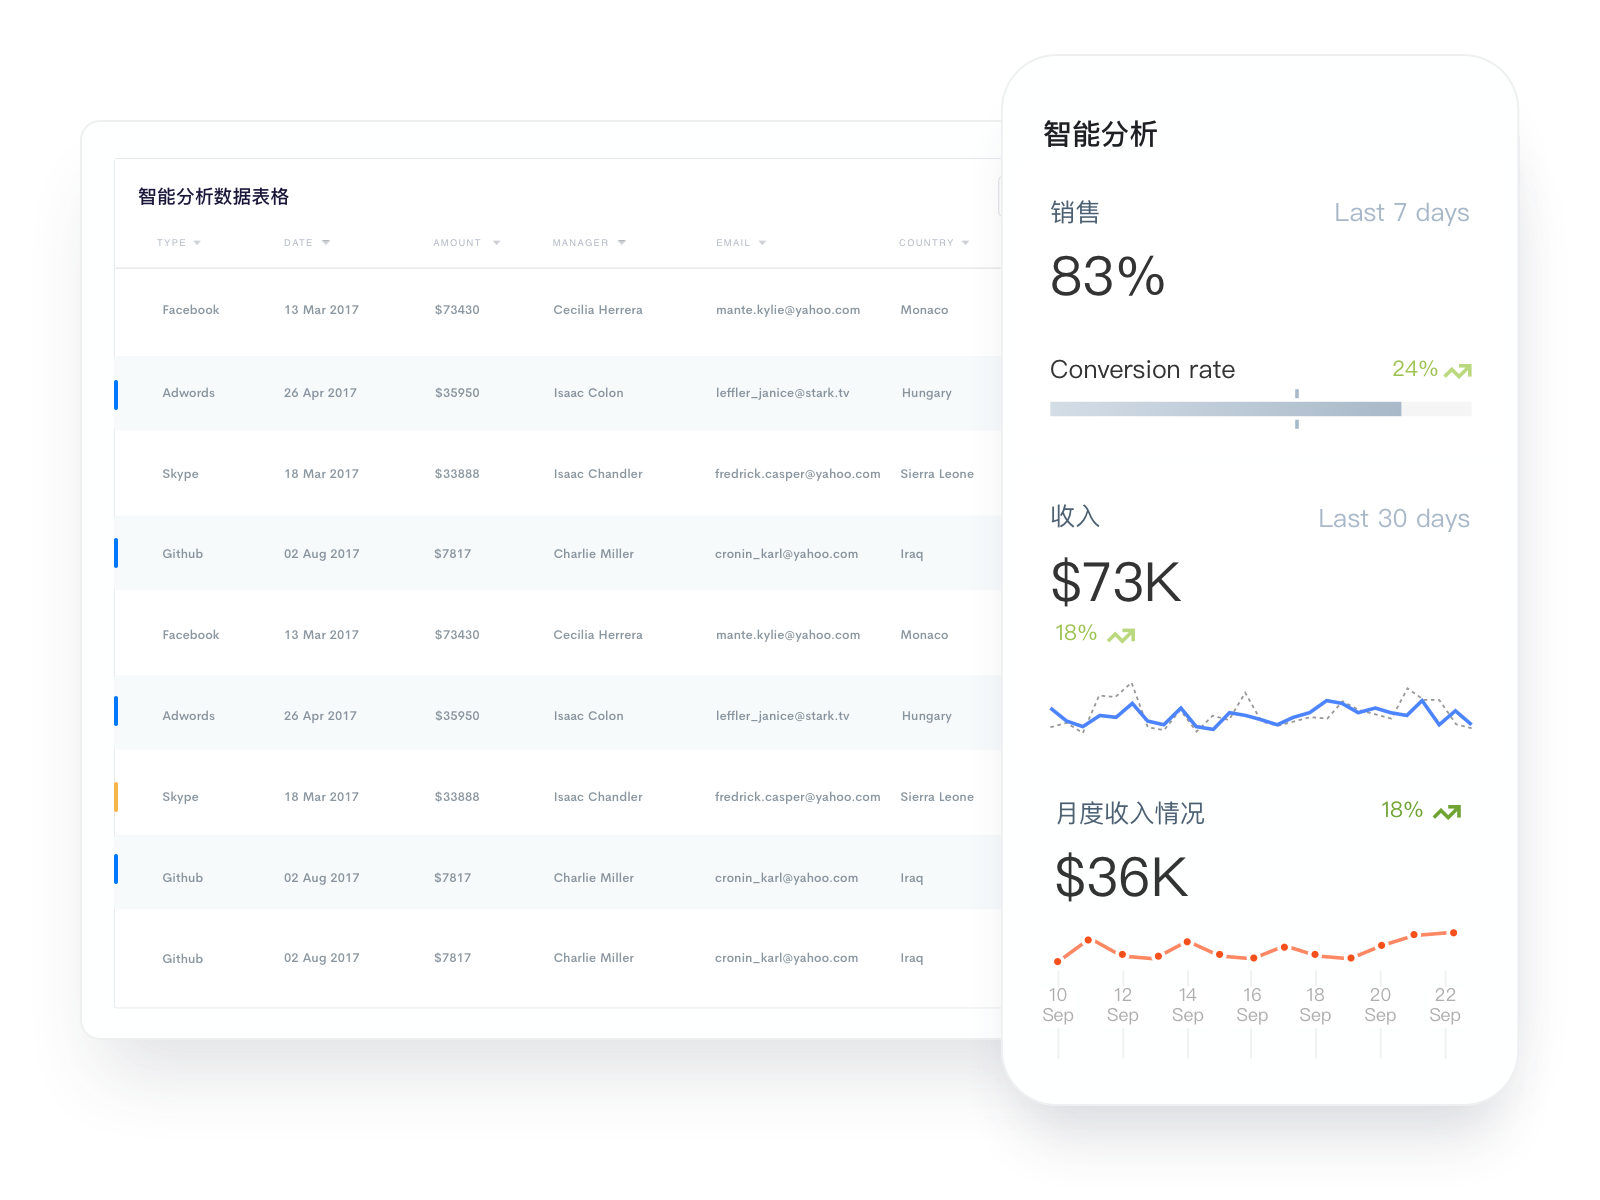 智能分析数据表格
TYPE DATE AMOUNT MANAGER EMAIL COUNTRY
Facebook 13 Mar 2017 $73430 Cecilia Herrera mante.kylie@yahoo.com Monaco
Adwords 26 Apr 2017 $35950 Isaac Colon leffler_janice@stark.tv Hungary
Skype 18 Mar 2017 $33888 Isaac Chandler fredrick.casper@yahoo.com Sierra Leone
Github 02 Aug 2017 $7817 Charlie Miller cronin_karl@yahoo.com Iraq
Facebook 13 Mar 2017 $73430 Cecilia Herrera mante.kylie@yahoo.com Monaco
Adwords 26 Apr 2017 $35950 Isaac Colon leffler_janice@stark.tv Hungary
Skype 18 Mar 2017 $33888 Isaac Chandler fredrick.casper@yahoo.com Sierra Leone
Github 02 Aug 2017 $7817 Charlie Miller cronin_karl@yahoo.com Iraq
Github 02 Aug 2017 $7817 Charlie Miller cronin_karl@yahoo.com Iraq
智能分析
销售 Last 7 days
83%
Conversion rate 24%
收入 Last 30 days
$73K
18%
月度收入情况 18%
$36K
10 12 14 16 18 20 22
Sep Sep Sep Sep Sep Sep Sep